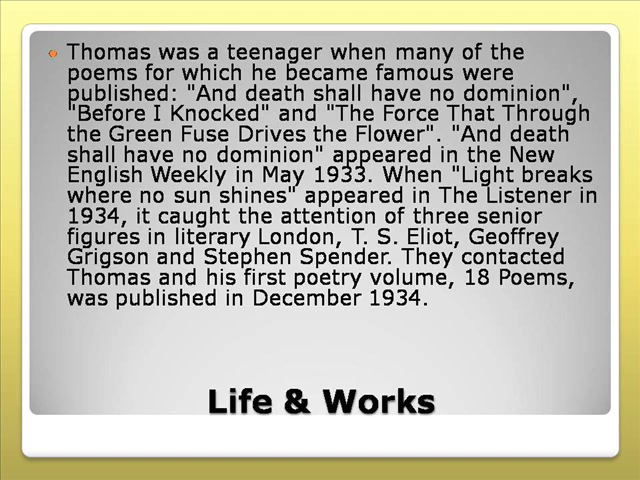 Thomas was a teenager when many of the
poems for which he became famous were
published: "And death shall have no dominion",
"Before I Knocked" and "The Force That Through
the Green Fuse Drives the Flower". "And death
shall have no dominion" appeared in the New
English Weekly in May 1933. When "Light breaks
where no sun shines" appeared in The Listener in
1934, it caught the attention of three senior
figures in literary London, T. S. Eliot, Geoffrey
Grigson and Stephen Spender. They contacted
Thomas and his first poetry volume, 18 Poems,
was published in December 1934.
Life & Works